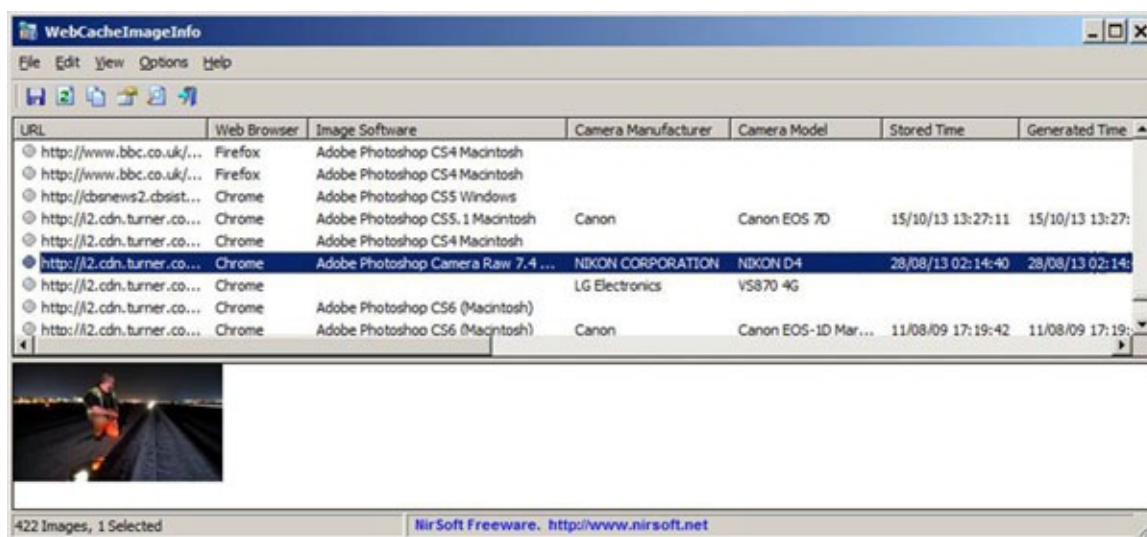 WebCacheImageInfo
File Edit View Options Help
URL Web Browser Image Software Camera Manufacturer Camera Model Stored Time Generated Time
http://www.bbc.co.uk/... Firefox Adobe Photoshop CS4 Macintosh
http://www.bbc.co.uk/... Firefox Adobe Photoshop CS4 Macintosh
http://cbsnews2.cbsist... Chrome Adobe Photoshop CS5 Windows
http://i2.cdn.turner.co... Chrome Adobe Photoshop CS5.1 Macintosh Canon Canon EOS 7D 15/10/13 13:27:11 15/10/13 13:27:
http://i2.cdn.turner.co... Chrome Adobe Photoshop CS4 Macintosh
http://i2.cdn.turner.co... Chrome Adobe Photoshop Camera Raw 7.4 ... NIKON CORPORATION NIKON D4 28/08/13 02:14:40 28/08/13 02:14:
http://i2.cdn.turner.co... Chrome LG Electronics VS870 4G
http://i2.cdn.turner.co... Chrome Adobe Photoshop CS6 (Macintosh)
http://i2.cdn.turner.co... Chrome Adobe Photoshop CS6 (Macintosh) Canon Canon EOS-1D Mar... 11/08/09 17:19:42 11/08/09 17:19:
422 Images, 1 Selected NirSoft Freeware. http://www.nirsoft.net